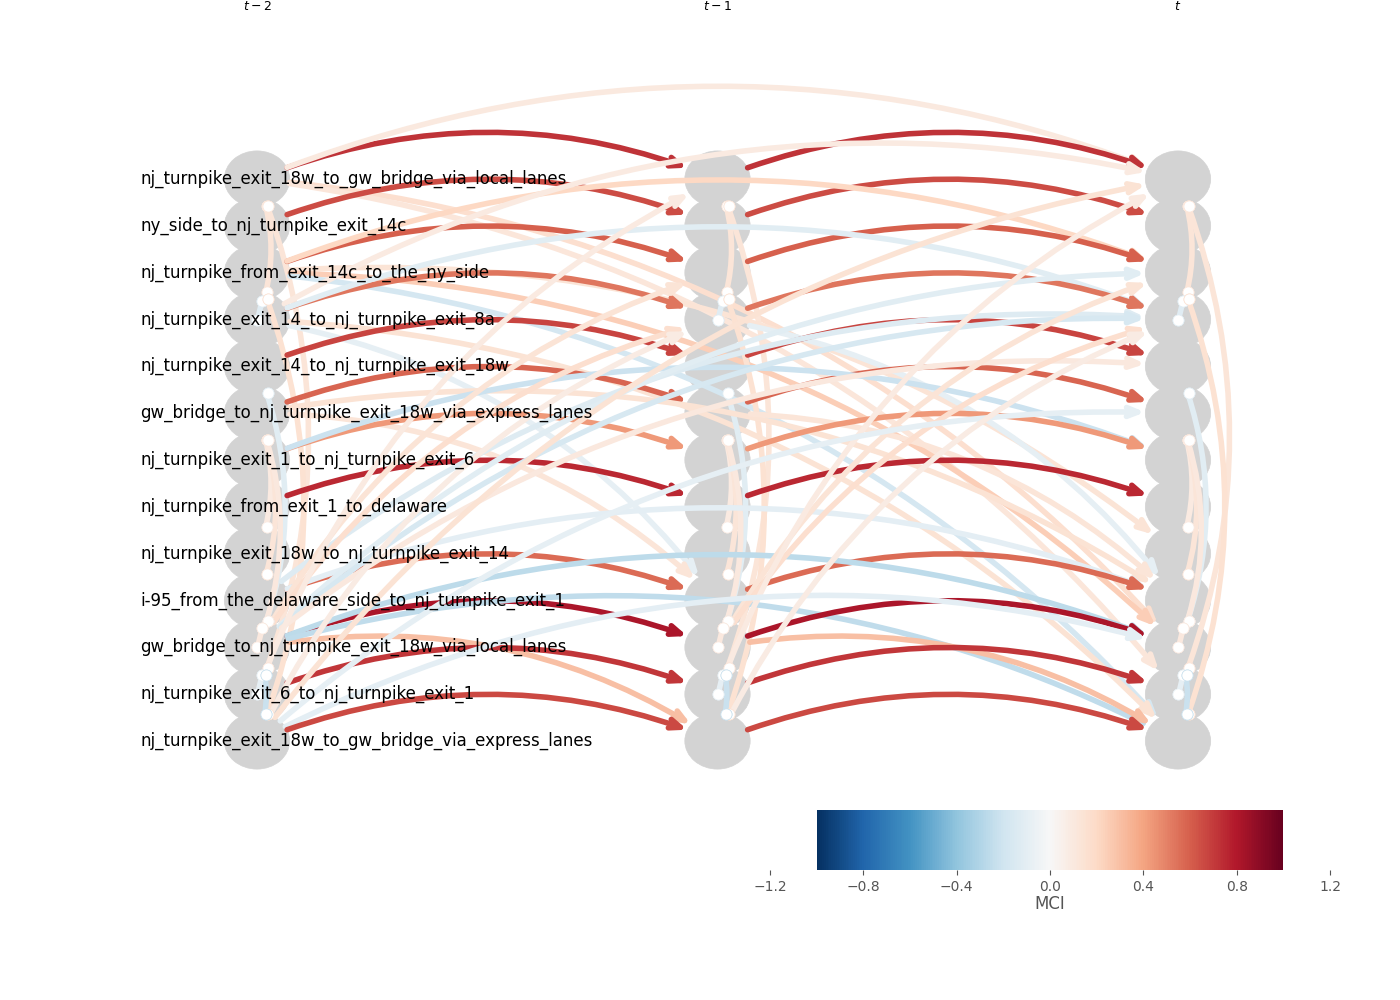 t − 2 t − 1 t
nj_turnpike_exit_18w_to_gw_bridge_via_local_lanes
ny_side_to_nj_turnpike_exit_14c
nj_turnpike_from_exit_14c_to_the_ny_side
nj_turnpike_exit_14_to_nj_turnpike_exit_8a
nj_turnpike_exit_14_to_nj_turnpike_exit_18w
gw_bridge_to_nj_turnpike_exit_18w_via_express_lanes
nj_turnpike_exit_1_to_nj_turnpike_exit_6
nj_turnpike_from_exit_1_to_delaware
nj_turnpike_exit_18w_to_nj_turnpike_exit_14
i-95_from_the_delaware_side_to_nj_turnpike_exit_1
gw_bridge_to_nj_turnpike_exit_18w_via_local_lanes
nj_turnpike_exit_6_to_nj_turnpike_exit_1
nj_turnpike_exit_18w_to_gw_bridge_via_express_lanes
−1.2 −0.8 −0.4 0.0 0.4 0.8 1.2
MCI